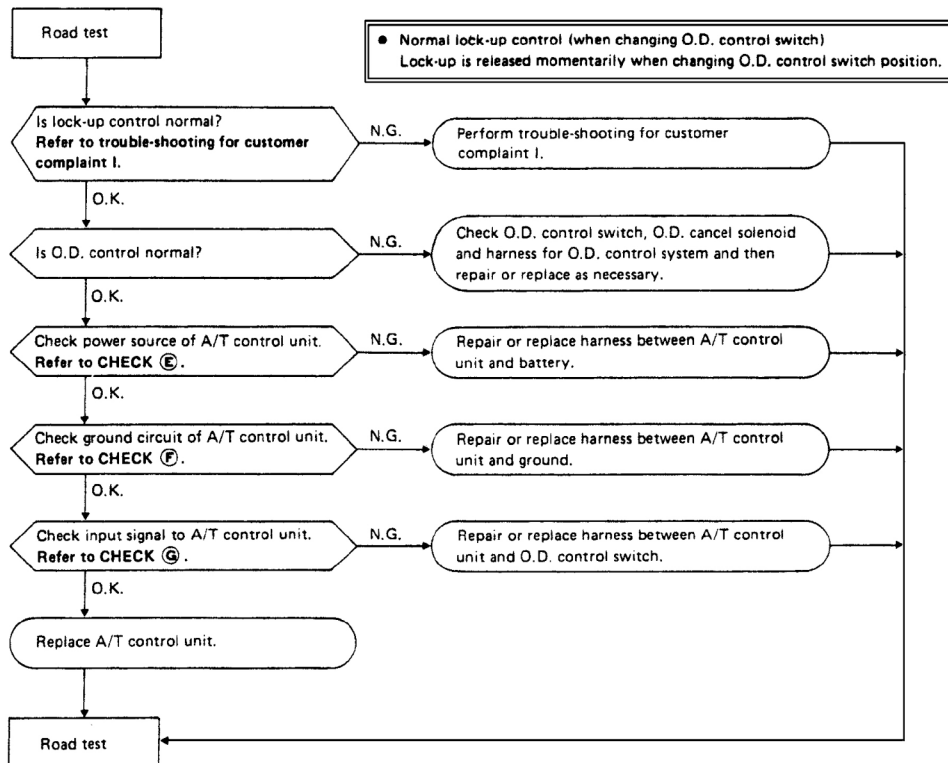 Road test
● Normal lock-up control (when changing O.D. control switch)
Lock-up is released momentarily when changing O.D. control switch position.
Is lock-up control normal?
Refer to trouble-shooting for customer
complaint I.
N.G.
Perform trouble-shooting for customer
complaint I.
O.K.
Is O.D. control normal?
N.G.
Check O.D. control switch, O.D. cancel solenoid
and harness for O.D. control system and then
repair or replace as necessary.
O.K.
Check power source of A/T control unit.
Refer to CHECK Ⓔ.
N.G.
Repair or replace harness between A/T control
unit and battery.
O.K.
Check ground circuit of A/T control unit.
Refer to CHECK Ⓕ.
N.G.
Repair or replace harness between A/T control
unit and ground.
O.K.
Check input signal to A/T control unit.
Refer to CHECK Ⓖ.
N.G.
Repair or replace harness between A/T control
unit and O.D. control switch.
O.K.
Replace A/T control unit.
Road test